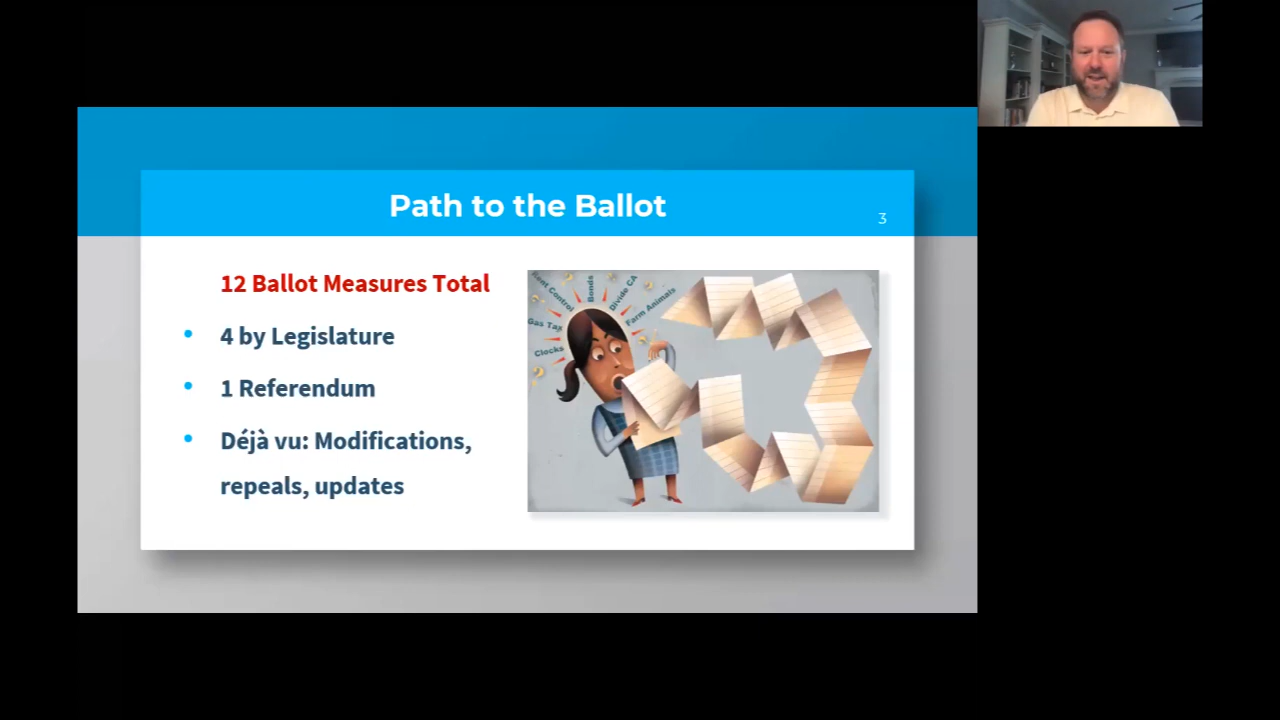 Path to the Ballot
3
12 Ballot Measures Total
• 4 by Legislature
• 1 Referendum
• Déjà vu: Modifications,
repeals, updates
Rent Control
Bonds
Divide CA
Farm Animals
Gas Tax
Clocks